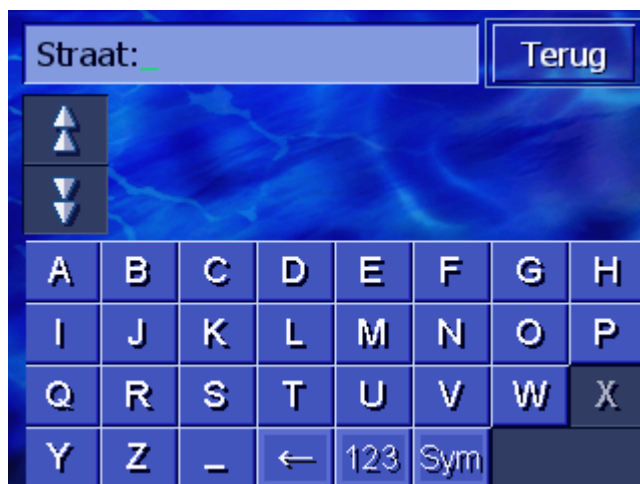 Straat:_ Terug
A B C D E F G H
I J K L M N O P
Q R S T U V W X
Y Z _ ← 123 Sym